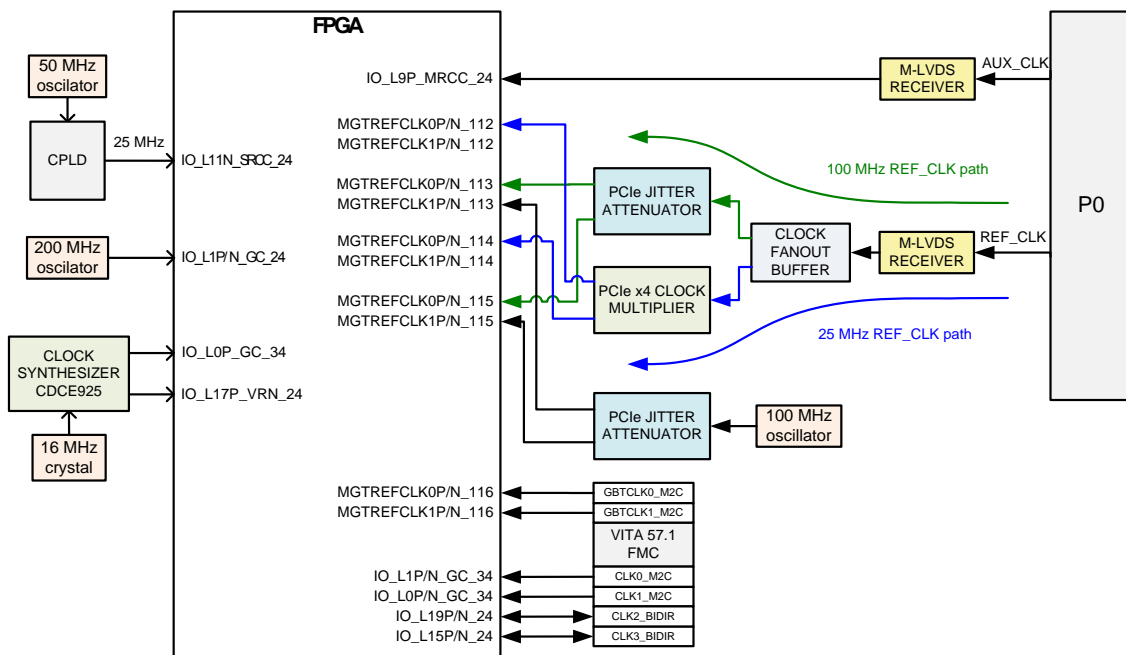 FPGA
50 MHz
oscilator
CPLD
25 MHz
IO_L11N_SRCC_24
200 MHz
oscilator
IO_L1P/N_GC_24
CLOCK
SYNTHESIZER
CDCE925
IO_L0P_GC_34
IO_L17P_VRN_24
16 MHz
crystal
IO_L9P_MRCC_24
MGTREFCLK0P/N_112
MGTREFCLK1P/N_112
MGTREFCLK0P/N_113
MGTREFCLK1P/N_113
MGTREFCLK0P/N_114
MGTREFCLK1P/N_114
MGTREFCLK0P/N_115
MGTREFCLK1P/N_115
MGTREFCLK0P/N_116
MGTREFCLK1P/N_116
IO_L1P/N_GC_34
IO_L0P/N_GC_34
IO_L19P/N_24
IO_L15P/N_24
M-LVDS
RECEIVER
AUX_CLK
100 MHz REF_CLK path
PCIe JITTER
ATTENUATOR
CLOCK
FANOUT
BUFFER
M-LVDS
RECEIVER
REF_CLK
P0
PCIe x4 CLOCK
MULTIPLIER
25 MHz REF_CLK path
PCIe JITTER
ATTENUATOR
100 MHz
oscillator
GBTCLK0_M2C
GBTCLK1_M2C
VITA 57.1
FMC
CLK0_M2C
CLK1_M2C
CLK2_BIDIR
CLK3_BIDIR